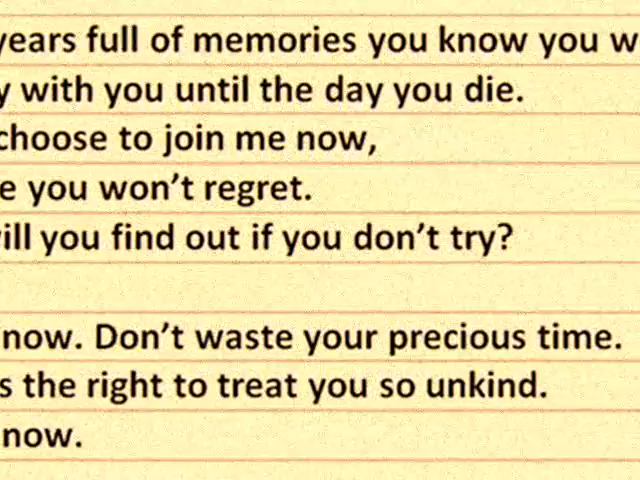 years full of memories you know you w
y with you until the day you die.
choose to join me now,
e you won't regret.
ill you find out if you don't try?
now. Don't waste your precious time.
s the right to treat you so unkind.
now.